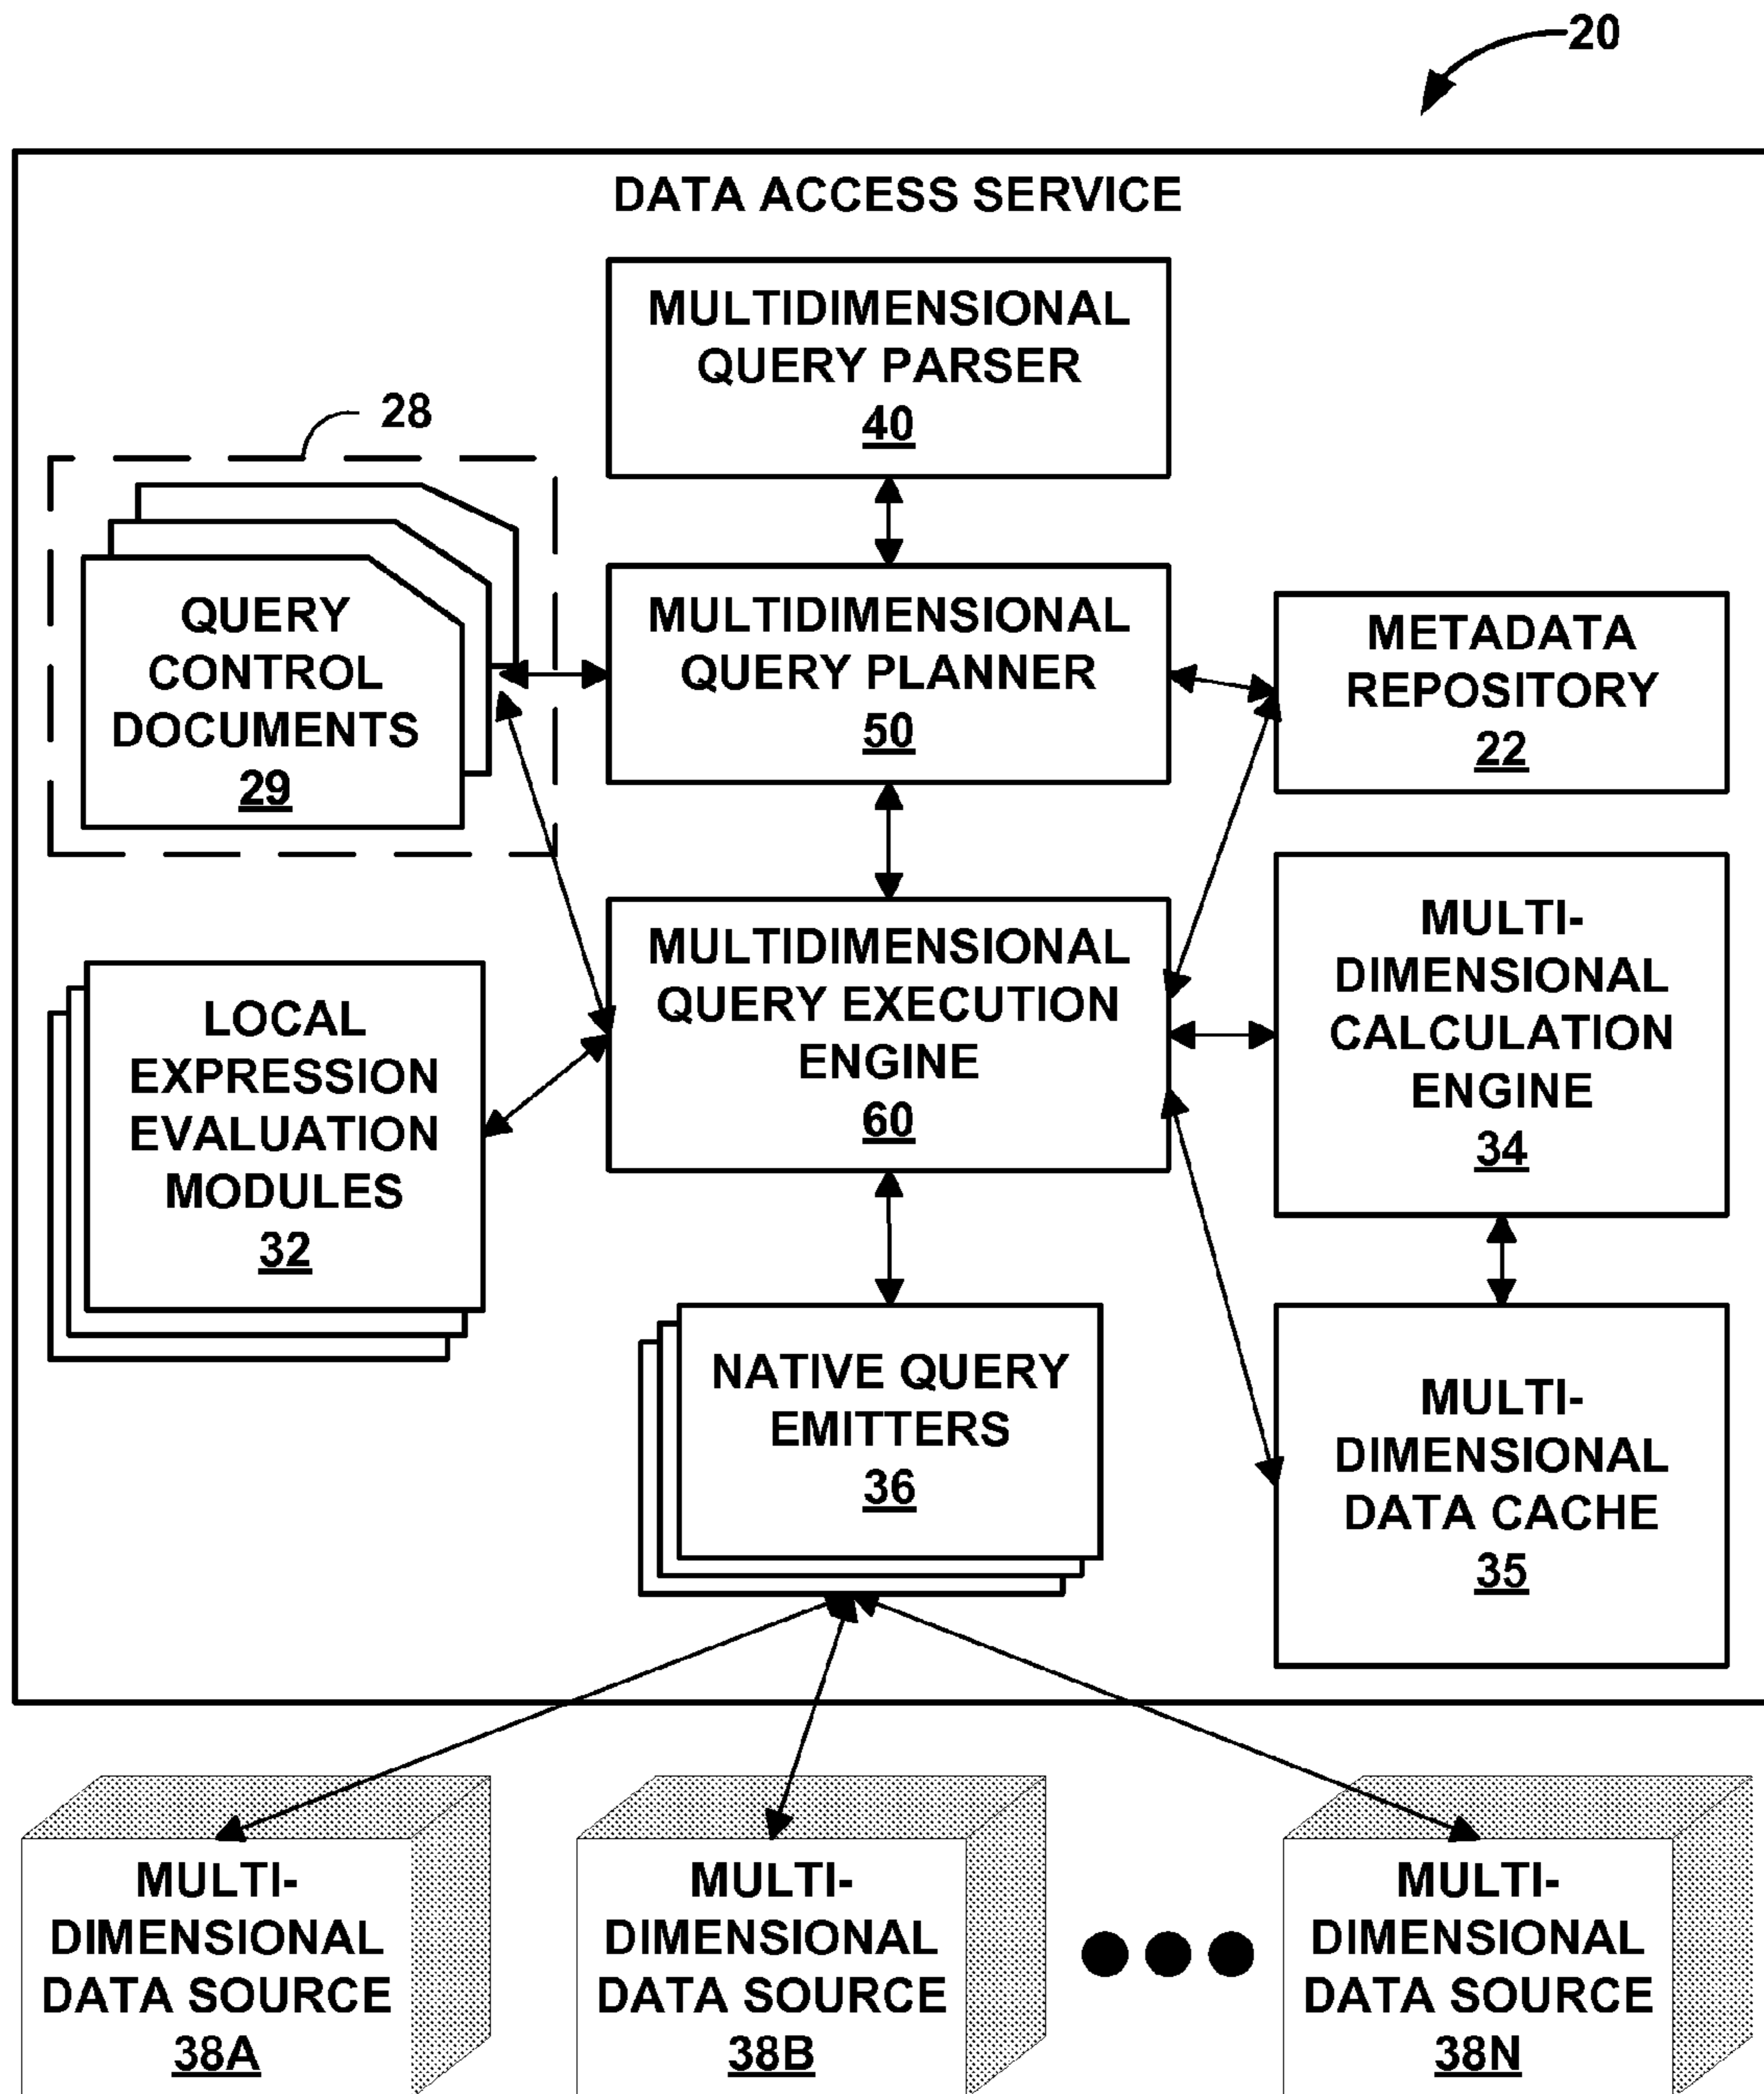 20
DATA ACCESS SERVICE
MULTIDIMENSIONAL
QUERY PARSER
40
28
QUERY
CONTROL
DOCUMENTS
29
MULTIDIMENSIONAL
QUERY PLANNER
50
METADATA
REPOSITORY
22
LOCAL
EXPRESSION
EVALUATION
MODULES
32
MULTIDIMENSIONAL
QUERY EXECUTION
ENGINE
60
MULTI-
DIMENSIONAL
CALCULATION
ENGINE
34
NATIVE QUERY
EMITTERS
36
MULTI-
DIMENSIONAL
DATA CACHE
35
MULTI-
DIMENSIONAL
DATA SOURCE
38A
MULTI-
DIMENSIONAL
DATA SOURCE
38B
MULTI-
DIMENSIONAL
DATA SOURCE
38N